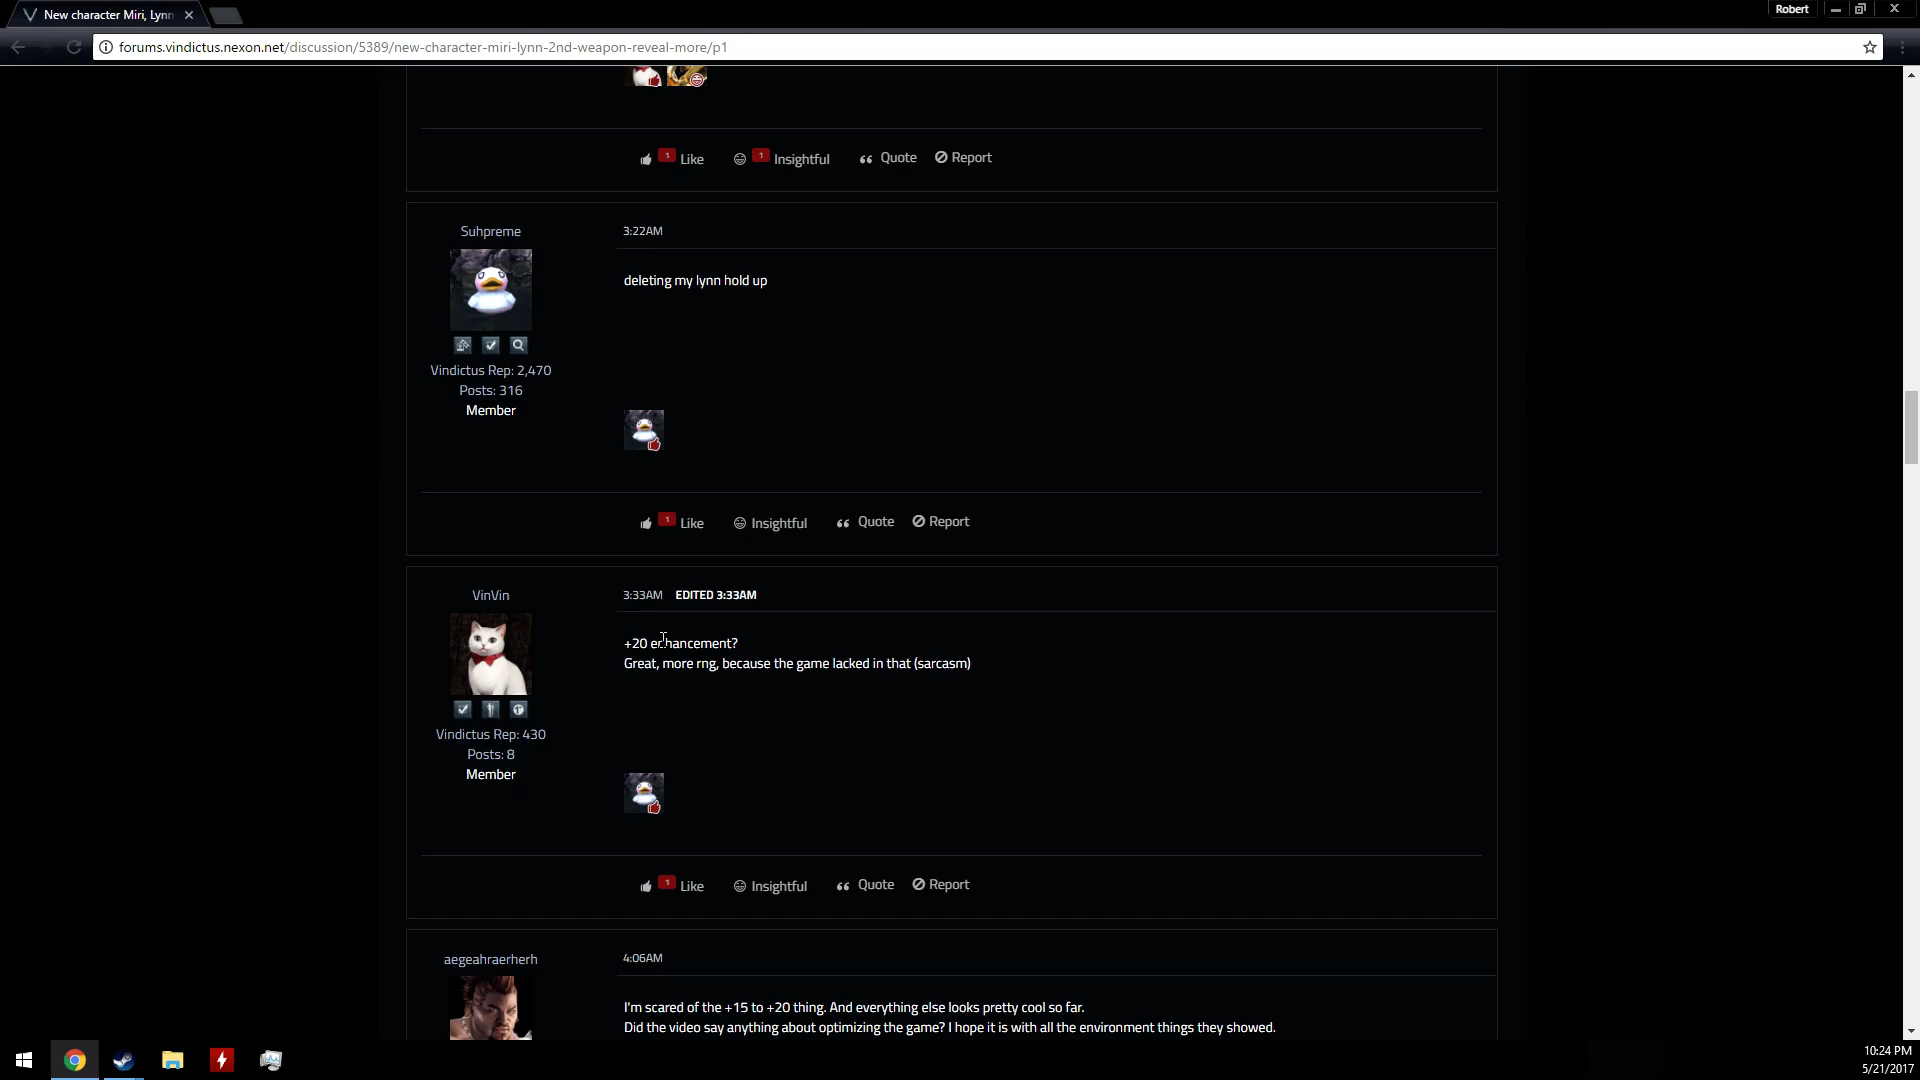 New character Miri, Lynn
Robert
forums.vindictus.nexon.net/discussion/5389/new-character-miri-lynn-2nd-weapon-reveal-more/p1
1 Like 1 Insightful Quote Report
Suhpreme
3:22AM
deleting my lynn hold up
Vindictus Rep: 2,470
Posts: 316
Member
1 Like Insightful Quote Report
VinVin
3:33AM EDITED 3:33AM
+20 enhancement?
Great, more rng, because the game lacked in that (sarcasm)
Vindictus Rep: 430
Posts: 8
Member
1 Like Insightful Quote Report
aegeahraerherh
4:06AM
I'm scared of the +15 to +20 thing. And everything else looks pretty cool so far.
Did the video say anything about optimizing the game? I hope it is with all the environment things they showed.
10:24 PM
5/21/2017